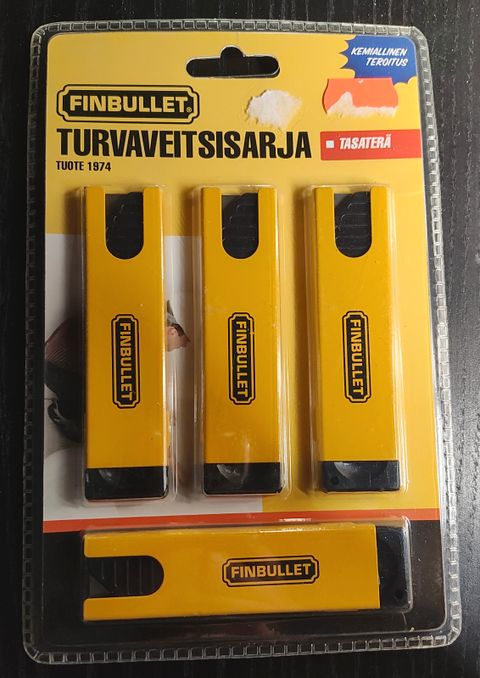 KEMIALLINEN
TEROITUS
FINBULLET®
TURVAVEITSISARJA
TASATERÄ
TUOTE 1974
FINBULLET
FINBULLET
FINBULLET
FINBULLET